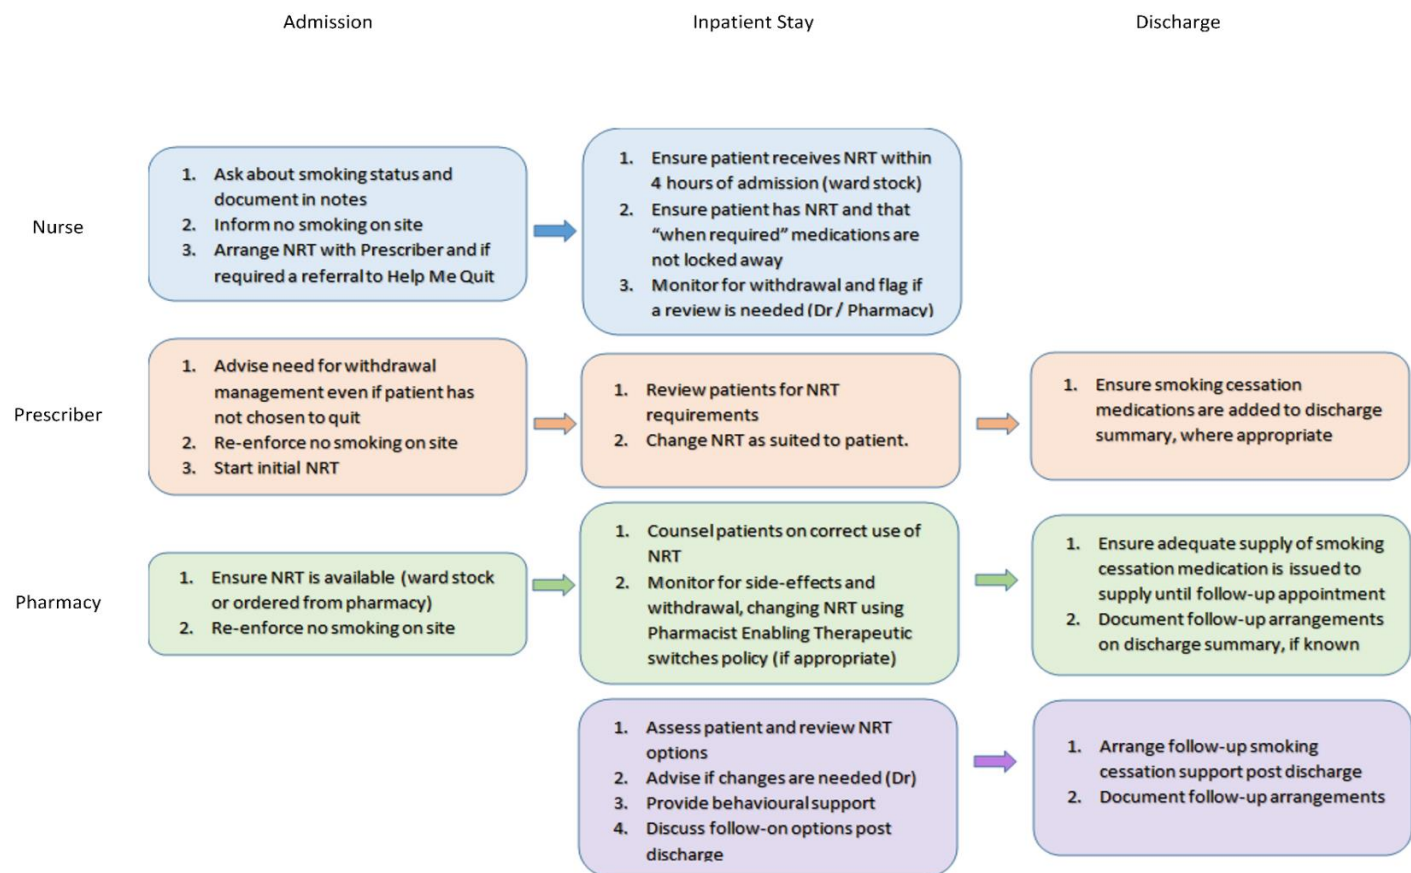 Admission
Inpatient Stay
Discharge
Nurse
1. Ask about smoking status and
document in notes
2. Inform no smoking on site
3. Arrange NRT with Prescriber and if
required a referral to Help Me Quit
1. Ensure patient receives NRT within
4 hours of admission (ward stock)
2. Ensure patient has NRT and that
“when required” medications are
not locked away
3. Monitor for withdrawal and flag if
a review is needed (Dr / Pharmacy)
Prescriber
1. Advise need for withdrawal
management even if patient has
not chosen to quit
2. Re-enforce no smoking on site
3. Start initial NRT
1. Review patients for NRT
requirements
2. Change NRT as suited to patient.
1. Ensure smoking cessation
medications are added to discharge
summary, where appropriate
Pharmacy
1. Ensure NRT is available (ward stock
or ordered from pharmacy)
2. Re-enforce no smoking on site
1. Counsel patients on correct use of
NRT
2. Monitor for side-effects and
withdrawal, changing NRT using
Pharmacist Enabling Therapeutic
switches policy (if appropriate)
1. Ensure adequate supply of smoking
cessation medication is issued to
supply until follow-up appointment
2. Document follow-up arrangements
on discharge summary, if known
1. Assess patient and review NRT
options
2. Advise if changes are needed (Dr)
3. Provide behavioural support
4. Discuss follow-on options post
discharge
1. Arrange follow-up smoking
cessation support post discharge
2. Document follow-up arrangements